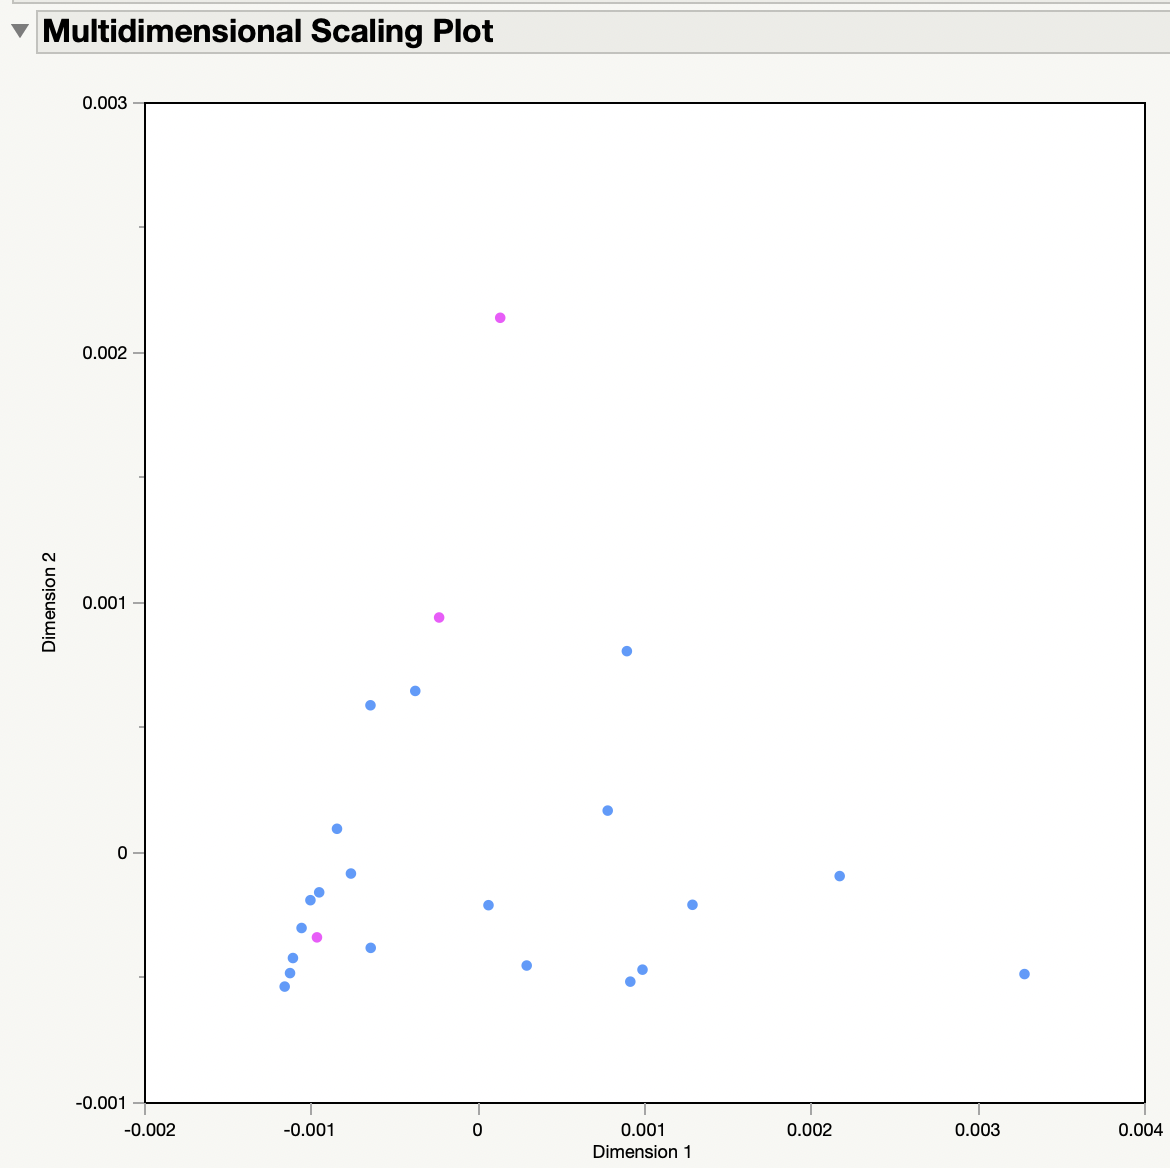 Multidimensional Scaling Plot
0.003
0.002
0.001
0
-0.001
Dimension 2
-0.002 -0.001 0 0.001 0.002 0.003 0.004
Dimension 1